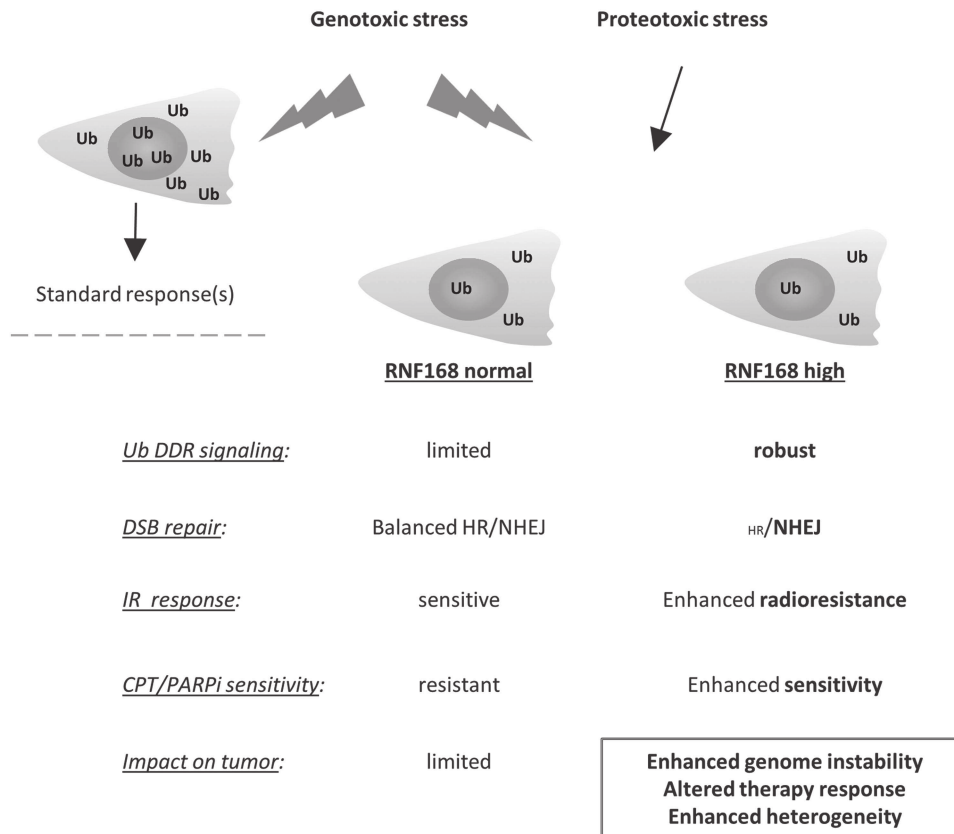 Genotoxic stress Proteotoxic stress
Ub
Ub Ub
Ub Ub Ub
Ub Ub
Standard response(s)
Ub Ub
Ub Ub
Ub Ub
RNF168 normal RNF168 high
Ub DDR signaling: limited robust
DSB repair: Balanced HR/NHEJ HR/NHEJ
IR response: sensitive Enhanced radioresistance
CPT/PARPi sensitivity: resistant Enhanced sensitivity
Impact on tumor: limited Enhanced genome instability
Altered therapy response
Enhanced heterogeneity